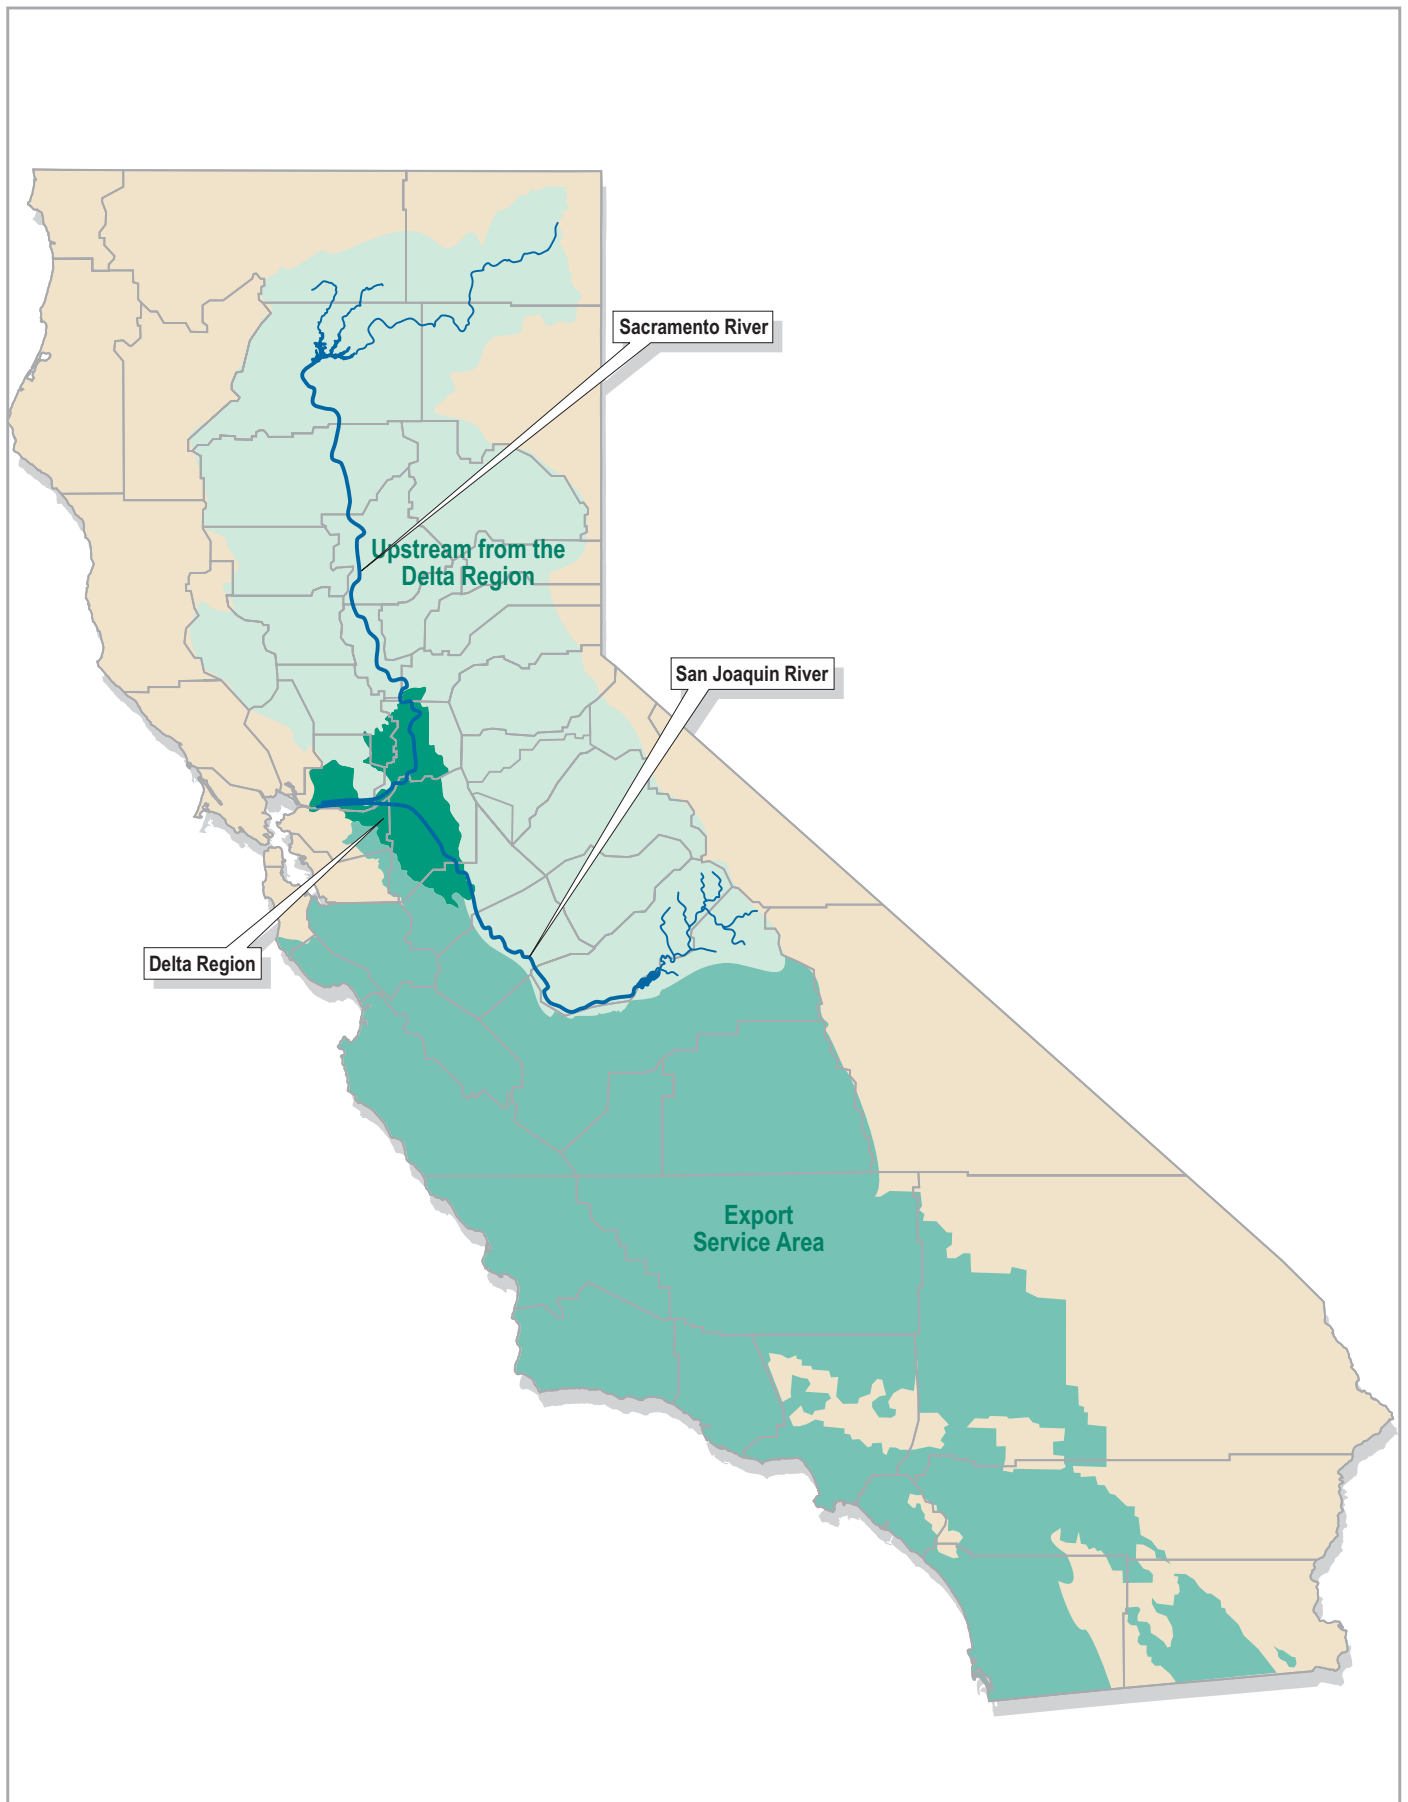 Sacramento River
Upstream from the
Delta Region
San Joaquin River
Delta Region
Export
Service Area